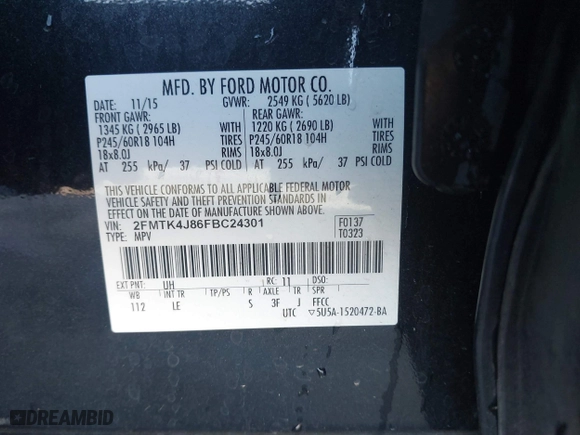 MFD. BY FORD MOTOR CO.
DATE: 11/15 GVWR: 2549 KG ( 5620 LB)
FRONT GAWR: REAR GAWR:
1345 KG ( 2965 LB) WITH 1220 KG ( 2690 LB) WITH
P245/60R18 104H TIRES P245/60R18 104H TIRES
18x8.0J RIMS 18x8.0J RIMS
AT 255 kPa/ 37 PSI COLD AT 255 kPa/ 37 PSI COLD
THIS VEHICLE CONFORMS TO ALL APPLICABLE FEDERAL MOTOR
VEHICLE SAFETY AND THEFT PREVENTION STANDARDS IN
EFFECT ON THE DATE OF MANUFACTURE SHOWN ABOVE.
VIN: 2FMTK4J86FBC24301 F0137
TYPE: MPV T0323
EXT PNT: UH RC: 11 DSO:
WB INT TR TP/PS R AXLE TR SPR
112 LE S 3F J FFCC
UTC ▽5U5A-1520472-BA
DREAMBID